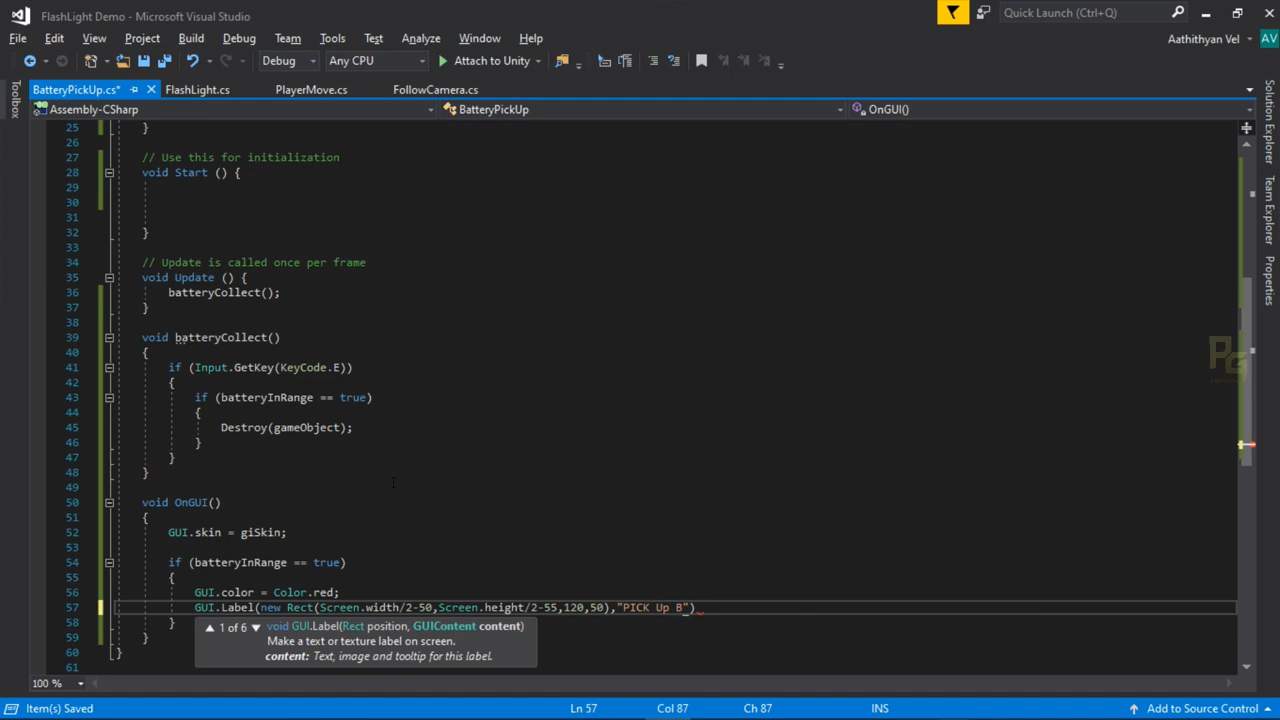 FlashLight Demo - Microsoft Visual Studio
Quick Launch (Ctrl+Q)
File Edit View Project Build Debug Team Tools Test Analyze Window Help
Aathithyan Vel AV
Debug Any CPU Attach to Unity
BatteryPickUp.cs* FlashLight.cs PlayerMove.cs FollowCamera.cs
Assembly-CSharp BatteryPickUp OnGUI()
Toolbox
Solution Explorer
Team Explorer
Properties
25 }
26
27 // Use this for initialization
28 void Start () {
29
30
31
32 }
33
34 // Update is called once per frame
35 void Update () {
36 batteryCollect();
37 }
38
39 void batteryCollect()
40 {
41 if (Input.GetKey(KeyCode.E))
42 {
43 if (batteryInRange == true)
44 {
45 Destroy(gameObject);
46 }
47 }
48 }
49
50 void OnGUI()
51 {
52 GUI.skin = giSkin;
53
54 if (batteryInRange == true)
55 {
56 GUI.color = Color.red;
57 GUI.Label(new Rect(Screen.width/2-50,Screen.height/2-55,120,50),"PICK Up B")
58 }
59 }
60 }
61
1 of 6 void GUI.Label(Rect position, GUIContent content)
Make a text or texture label on screen.
content: Text, image and tooltip for this label.
PG
100 %
Item(s) Saved Ln 57 Col 87 Ch 87 INS Add to Source Control